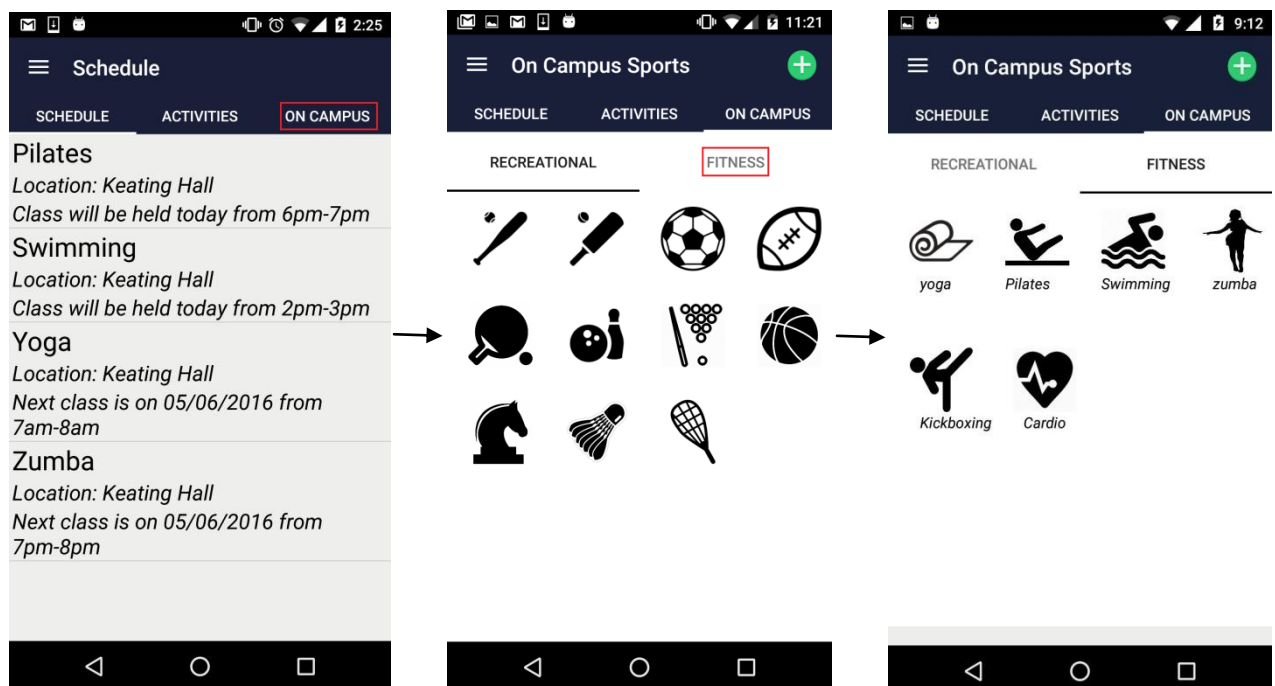 2:25
Schedule
SCHEDULE ACTIVITIES ON CAMPUS
Pilates
Location: Keating Hall
Class will be held today from 6pm-7pm
Swimming
Location: Keating Hall
Class will be held today from 2pm-3pm
Yoga
Location: Keating Hall
Next class is on 05/06/2016 from
7am-8am
Zumba
Location: Keating Hall
Next class is on 05/06/2016 from
7pm-8pm
11:21
On Campus Sports
SCHEDULE ACTIVITIES ON CAMPUS
RECREATIONAL FITNESS
9:12
On Campus Sports
SCHEDULE ACTIVITIES ON CAMPUS
RECREATIONAL FITNESS
yoga Pilates Swimming zumba
Kickboxing Cardio